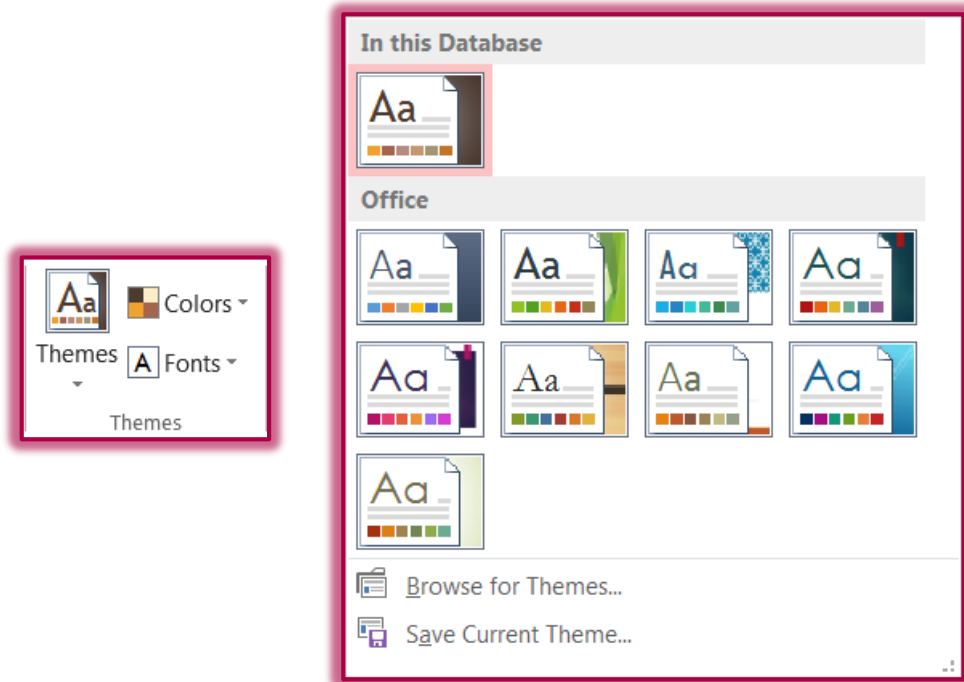 Aa
Colors
Themes
A Fonts
Themes
In this Database
Aa
Office
Aa Aa Aa Aa
Aa Aa Aa Aa
Aa
Browse for Themes...
Save Current Theme...